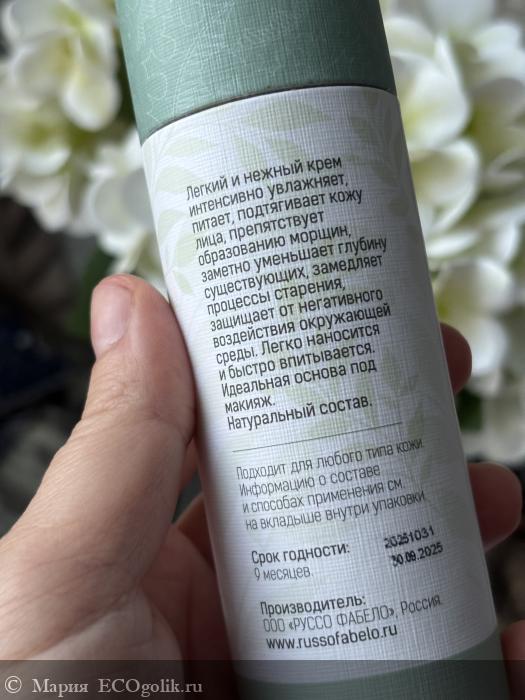 Легкий и нежный крем
интенсивно увлажняет,
питает, подтягивает кожу
лица, препятствует
образованию морщин,
заметно уменьшает глубину
существующих, замедляет
процессы старения,
защищает от негативного
воздействия окружающей
среды. Легко наносится
и быстро впитывается.
Идеальная основа под
макияж.
Натуральный состав.
Подходит для любого типа кожи.
Информацию о составе
и способах применения см.
на вкладыше внутри упаковки.
Срок годности: 20251031
9 месяцев. 30.09.2025
Производитель:
ООО «РУССО ФАБЕЛО», Россия.
www.russofabelo.ru
© Мария ECOgolik.ru